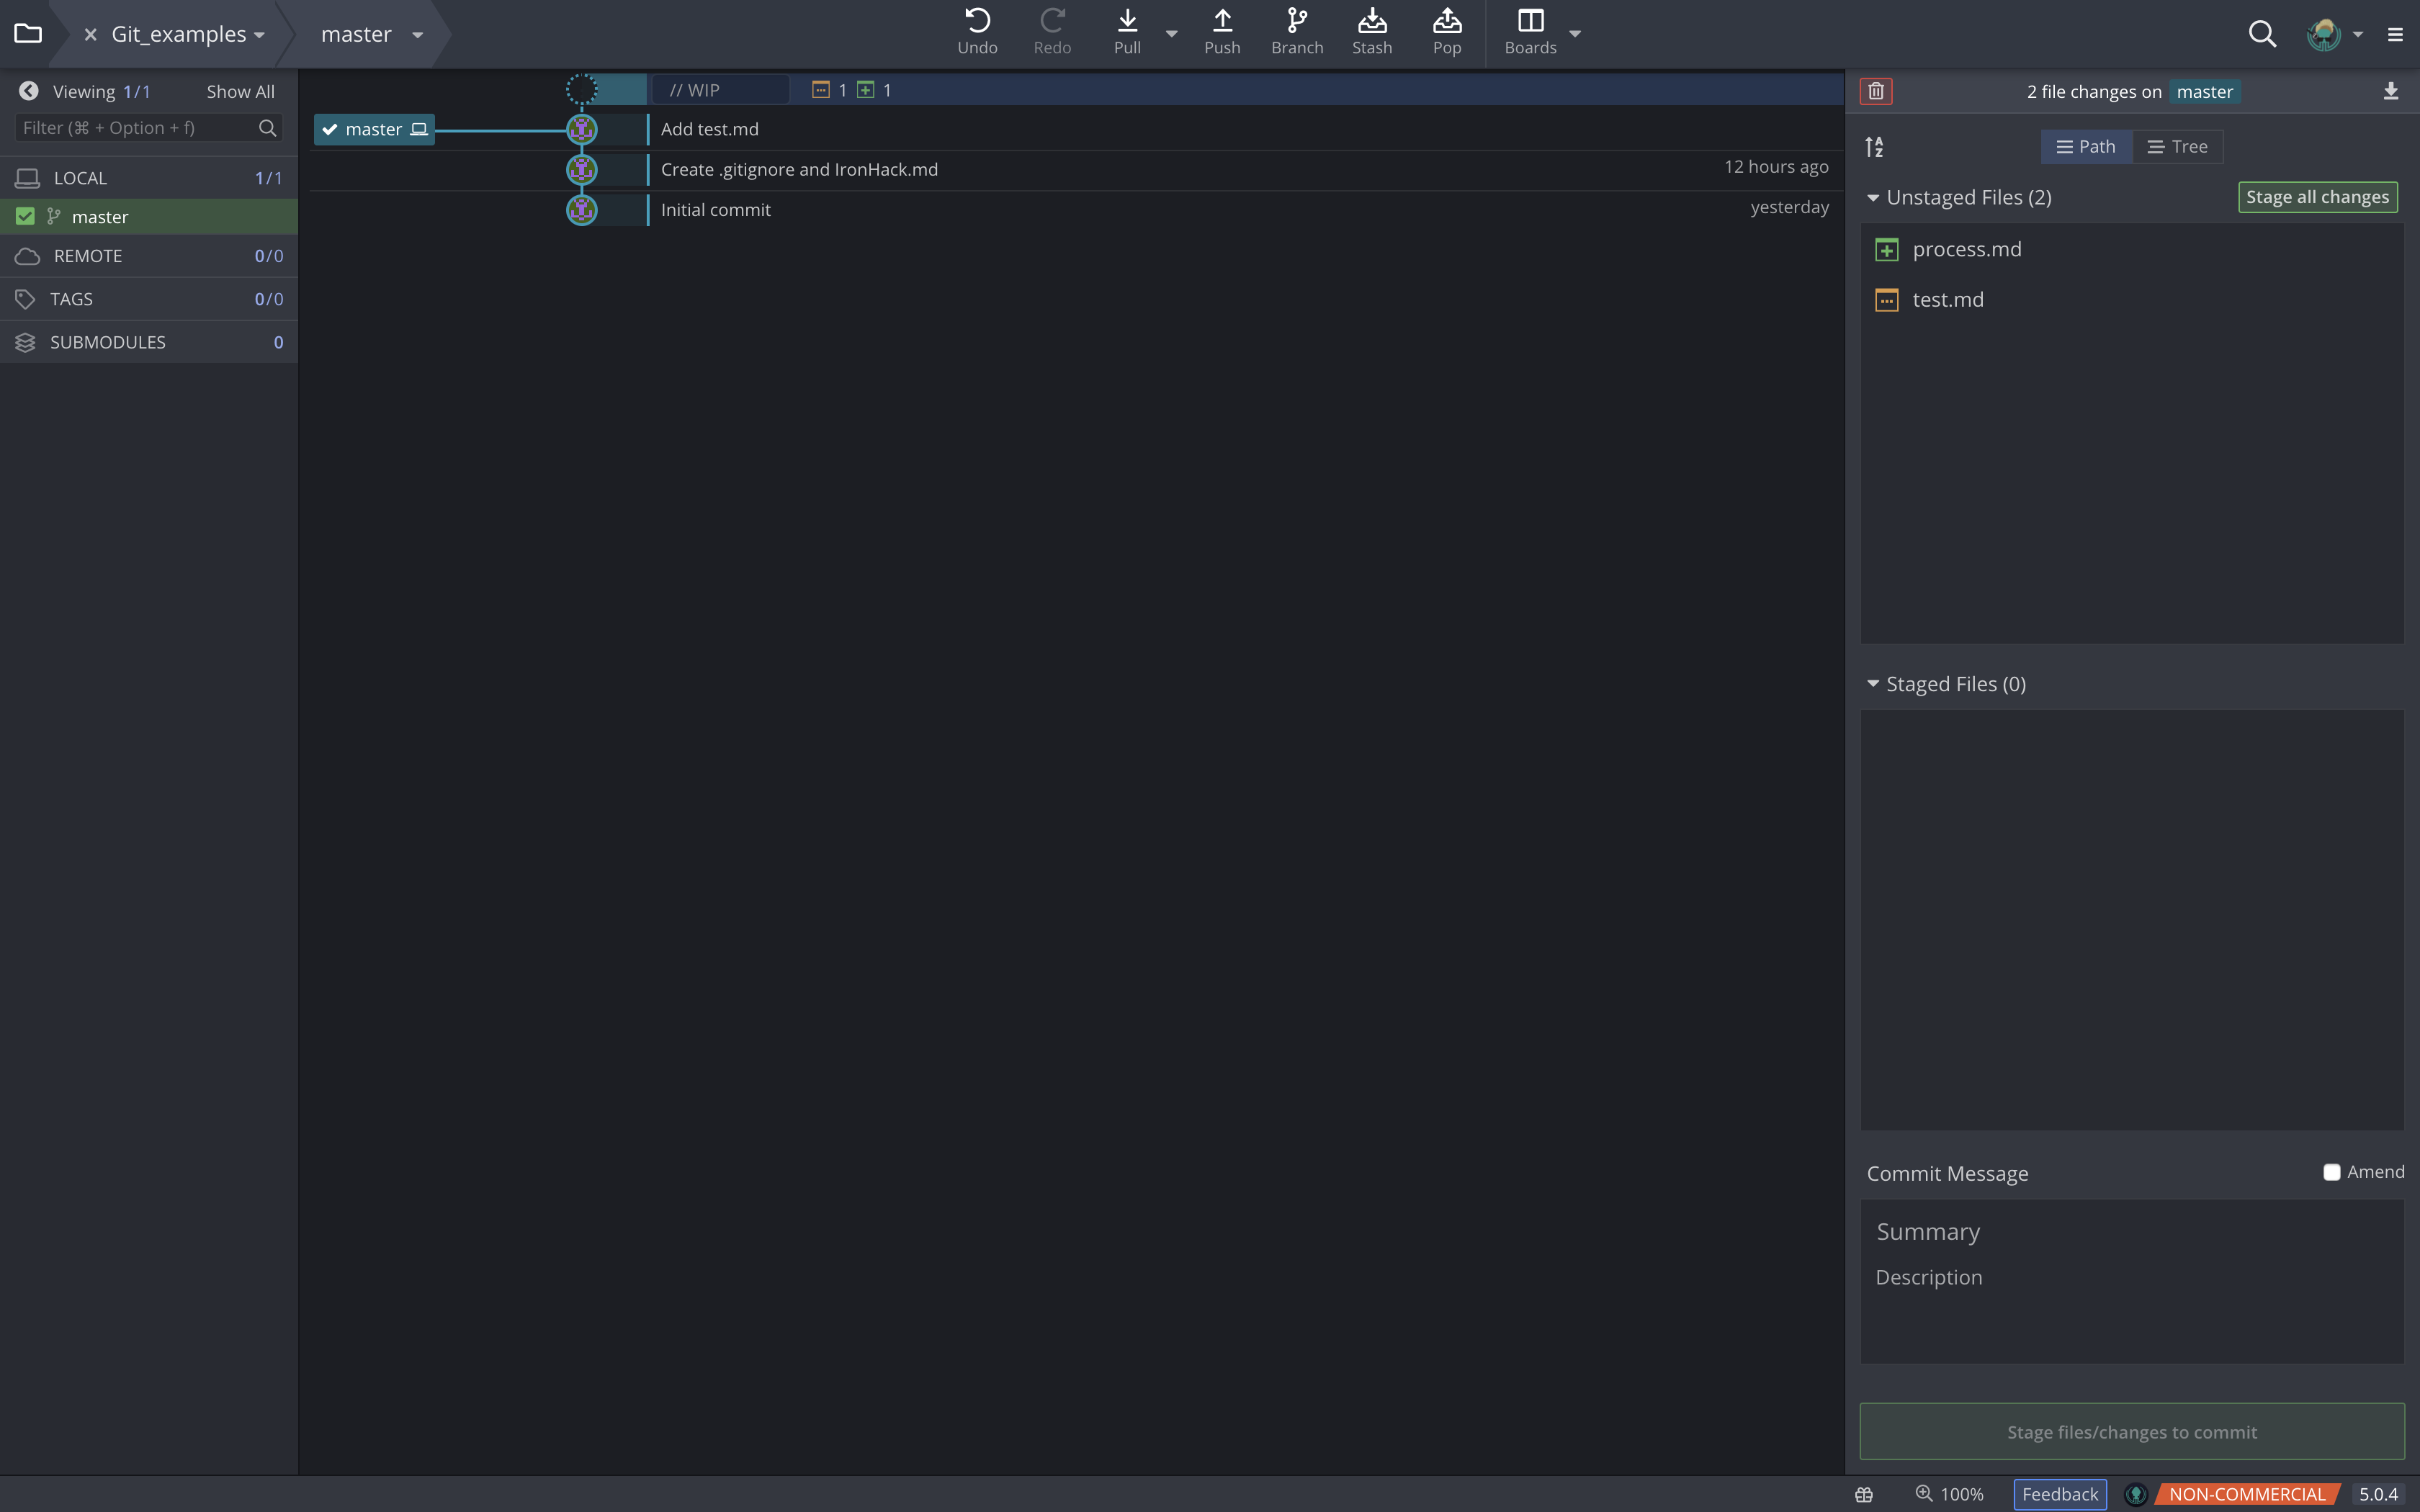 Git_examples
master
Undo
Redo
Pull
Push
Branch
Stash
Pop
Boards
Viewing 1/1
Show All
Filter (⌘ + Option + f)
LOCAL 1/1
master
REMOTE 0/0
TAGS 0/0
SUBMODULES 0
// WIP
1
1
master
Add test.md
Create .gitignore and IronHack.md
12 hours ago
Initial commit
yesterday
2 file changes on master
Path
Tree
Unstaged Files (2)
Stage all changes
process.md
test.md
Staged Files (0)
Commit Message
Amend
Summary
Description
Stage files/changes to commit
100%
Feedback
NON-COMMERCIAL
5.0.4